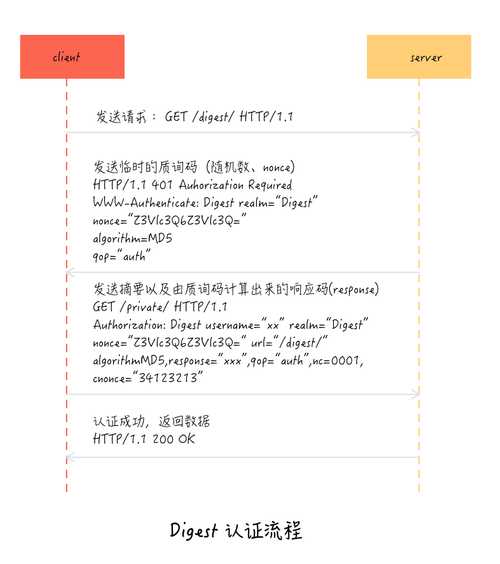 client
server
发送请求: GET /digest/ HTTP/1.1
发送临时的质询码 (随机数、nonce)
HTTP/1.1 401 Auhorization Required
WWW-Authenticate: Digest realm="Digest"
nonce="Z3Vlc3Q6Z3Vlc3Q="
algorithm=MD5
qop="auth"
发送摘要以及由质询码计算出来的响应码(response)
GET /private/ HTTP/1.1
Authorization: Digest username="xx" realm="Digest"
nonce="Z3Vlc3Q6Z3Vlc3Q=" url="/digest/"
algorithmMD5,response="xxx",qop="auth",nc=0001,
cnonce="34123213"
认证成功, 返回数据
HTTP/1.1 200 OK
Digest 认证流程